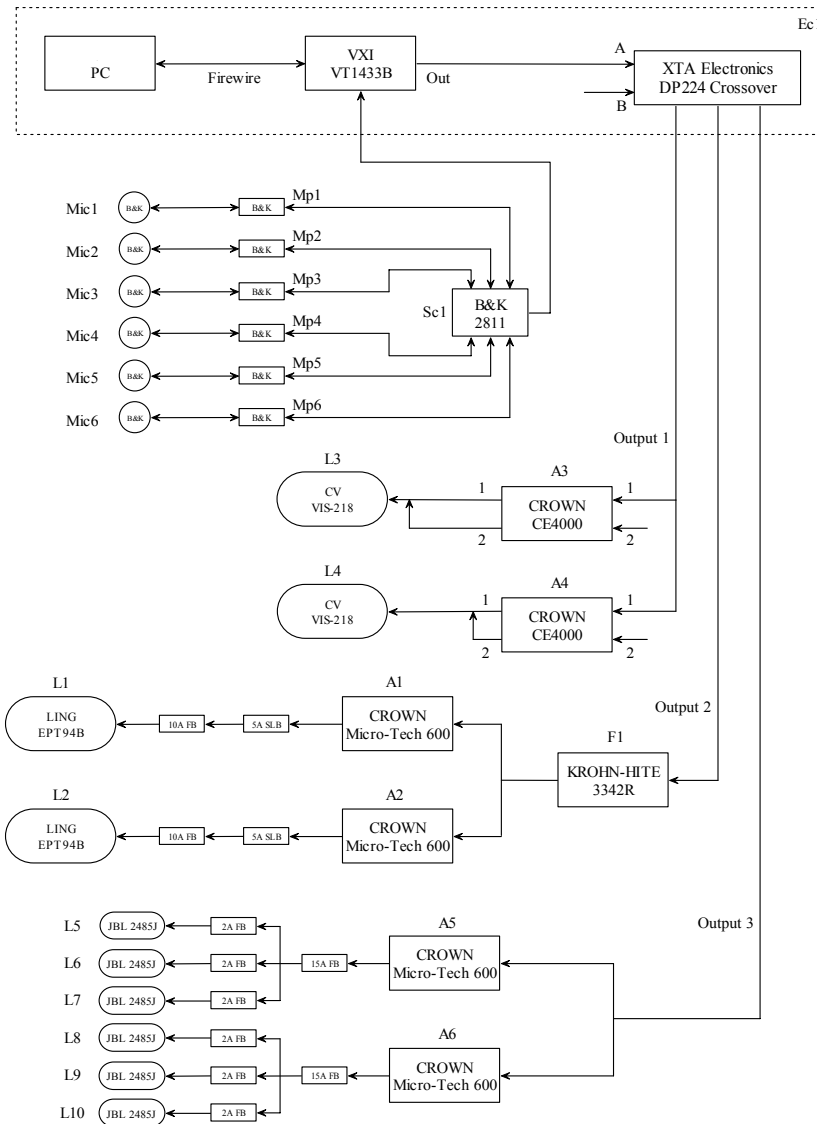 Ec1
PC
Firewire
VXI
VT1433B
Out
A
B
XTA Electronics
DP224 Crossover
Mic1 B&K B&K Mp1
Mic2 B&K B&K Mp2
Mic3 B&K B&K Mp3
Mic4 B&K B&K Mp4
Mic5 B&K B&K Mp5
Mic6 B&K B&K Mp6
Sc1
B&K
2811
Output 1
L3
CV
VIS-218
1
2
A3
CROWN
CE4000
1
2
L4
CV
VIS-218
1
2
A4
CROWN
CE4000
1
2
Output 2
L1
LING
EPT94B
10A FB
5A SLB
A1
CROWN
Micro-Tech 600
L2
LING
EPT94B
10A FB
5A SLB
A2
CROWN
Micro-Tech 600
F1
KROHN-HITE
3342R
Output 3
L5 JBL 2485J 2A FB
L6 JBL 2485J 2A FB
L7 JBL 2485J 2A FB
15A FB
A5
CROWN
Micro-Tech 600
L8 JBL 2485J 2A FB
L9 JBL 2485J 2A FB
L10 JBL 2485J 2A FB
15A FB
A6
CROWN
Micro-Tech 600